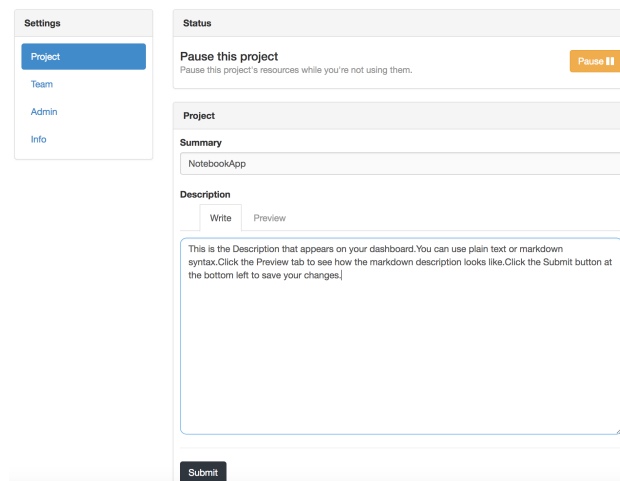 Settings
Project
Team
Admin
Info
Status
Pause this project
Pause this project's resources while you're not using them.
Pause
Project
Summary
NotebookApp
Description
Write Preview
This is the Description that appears on your dashboard.You can use plain text or markdown
syntax.Click the Preview tab to see how the markdown description looks like.Click the Submit button at
the bottom left to save your changes.
Submit